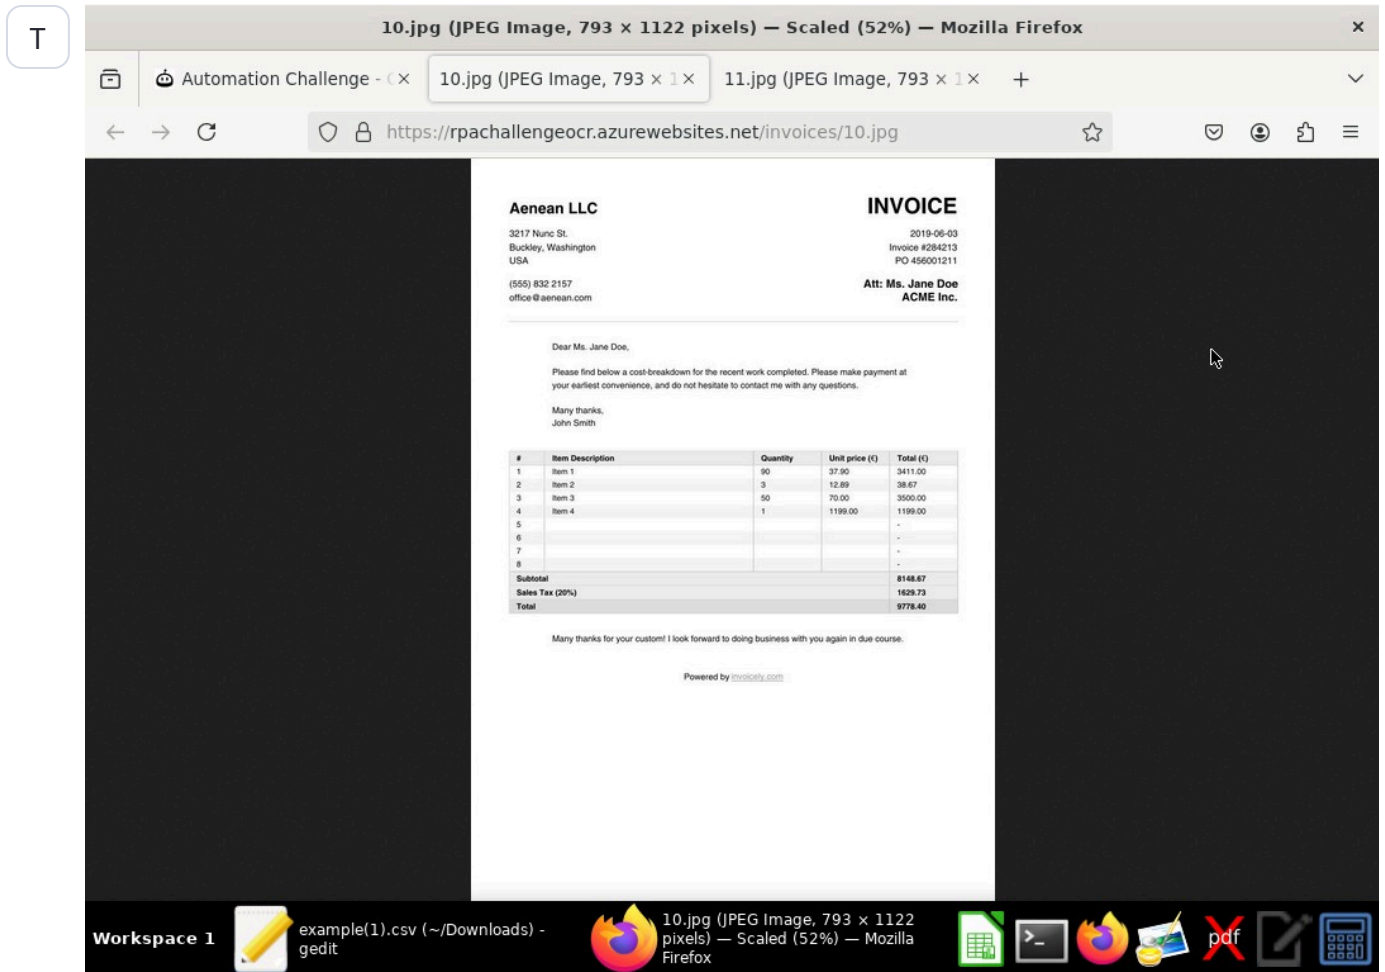 T
10.jpg (JPEG Image, 793 × 1122 pixels) — Scaled (52%) — Mozilla Firefox
Automation Challenge -
10.jpg (JPEG Image, 793 × 1
11.jpg (JPEG Image, 793 × 1
https://rpachallengeocr.azurewebsites.net/invoices/10.jpg
Aenean LLC INVOICE
3217 Nunc St. 2019-06-03
Buckley, Washington Invoice #284213
USA PO 456001211
(555) 832 2157 Att: Ms. Jane Doe
office@aenean.com ACME Inc.
Dear Ms. Jane Doe,
Please find below a cost-breakdown for the recent work completed. Please make payment at
your earliest convenience, and do not hesitate to contact me with any questions.
Many thanks,
John Smith
# Item Description Quantity Unit price (€) Total (€)
1 Item 1 90 37.90 3411.00
2 Item 2 3 12.89 38.67
3 Item 3 50 70.00 3500.00
4 Item 4 1 1199.00 1199.00
5 -
6 -
7 -
8 -
Subtotal 8148.67
Sales Tax (20%) 1629.73
Total 9778.40
Many thanks for your custom! I look forward to doing business with you again in due course.
Powered by invoicely.com
Workspace 1
example(1).csv (~/Downloads) -
gedit
10.jpg (JPEG Image, 793 × 1122
pixels) — Scaled (52%) — Mozilla
Firefox
pdf